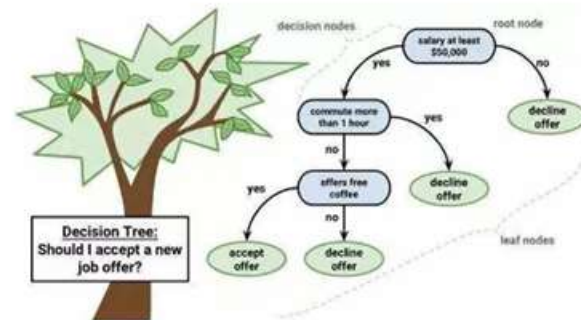 decision nodes
root node
salary at least
$50,000
yes
no
decline
offer
commute more
than 1 hour
yes
no
decline
offer
offers free
coffee
yes
no
accept
offer
decline
offer
leaf nodes
Decision Tree:
Should I accept a new
job offer?